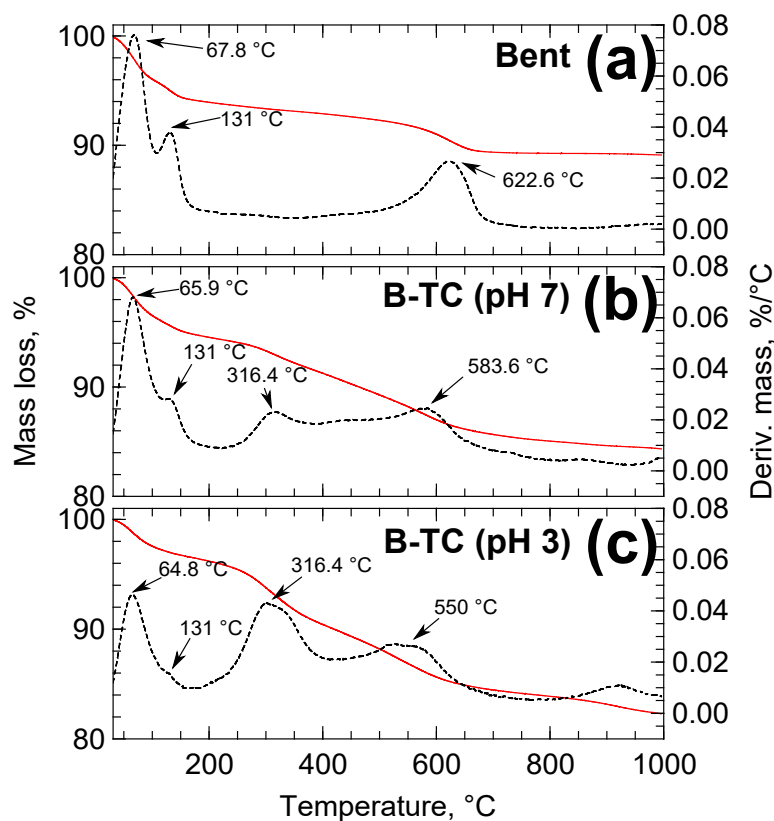 Bent (a)
67.8 °C
131 °C
622.6 °C
100
90
80
0.08
0.06
0.04
0.02
0.00
B-TC (pH 7) (b)
65.9 °C
131 °C
316.4 °C
583.6 °C
100
90
80
0.08
0.06
0.04
0.02
0.00
B-TC (pH 3) (c)
64.8 °C
131 °C
316.4 °C
550 °C
100
90
80
0.08
0.06
0.04
0.02
0.00
Mass loss, %
Deriv. mass, %/°C
200 400 600 800 1000
Temperature, °C